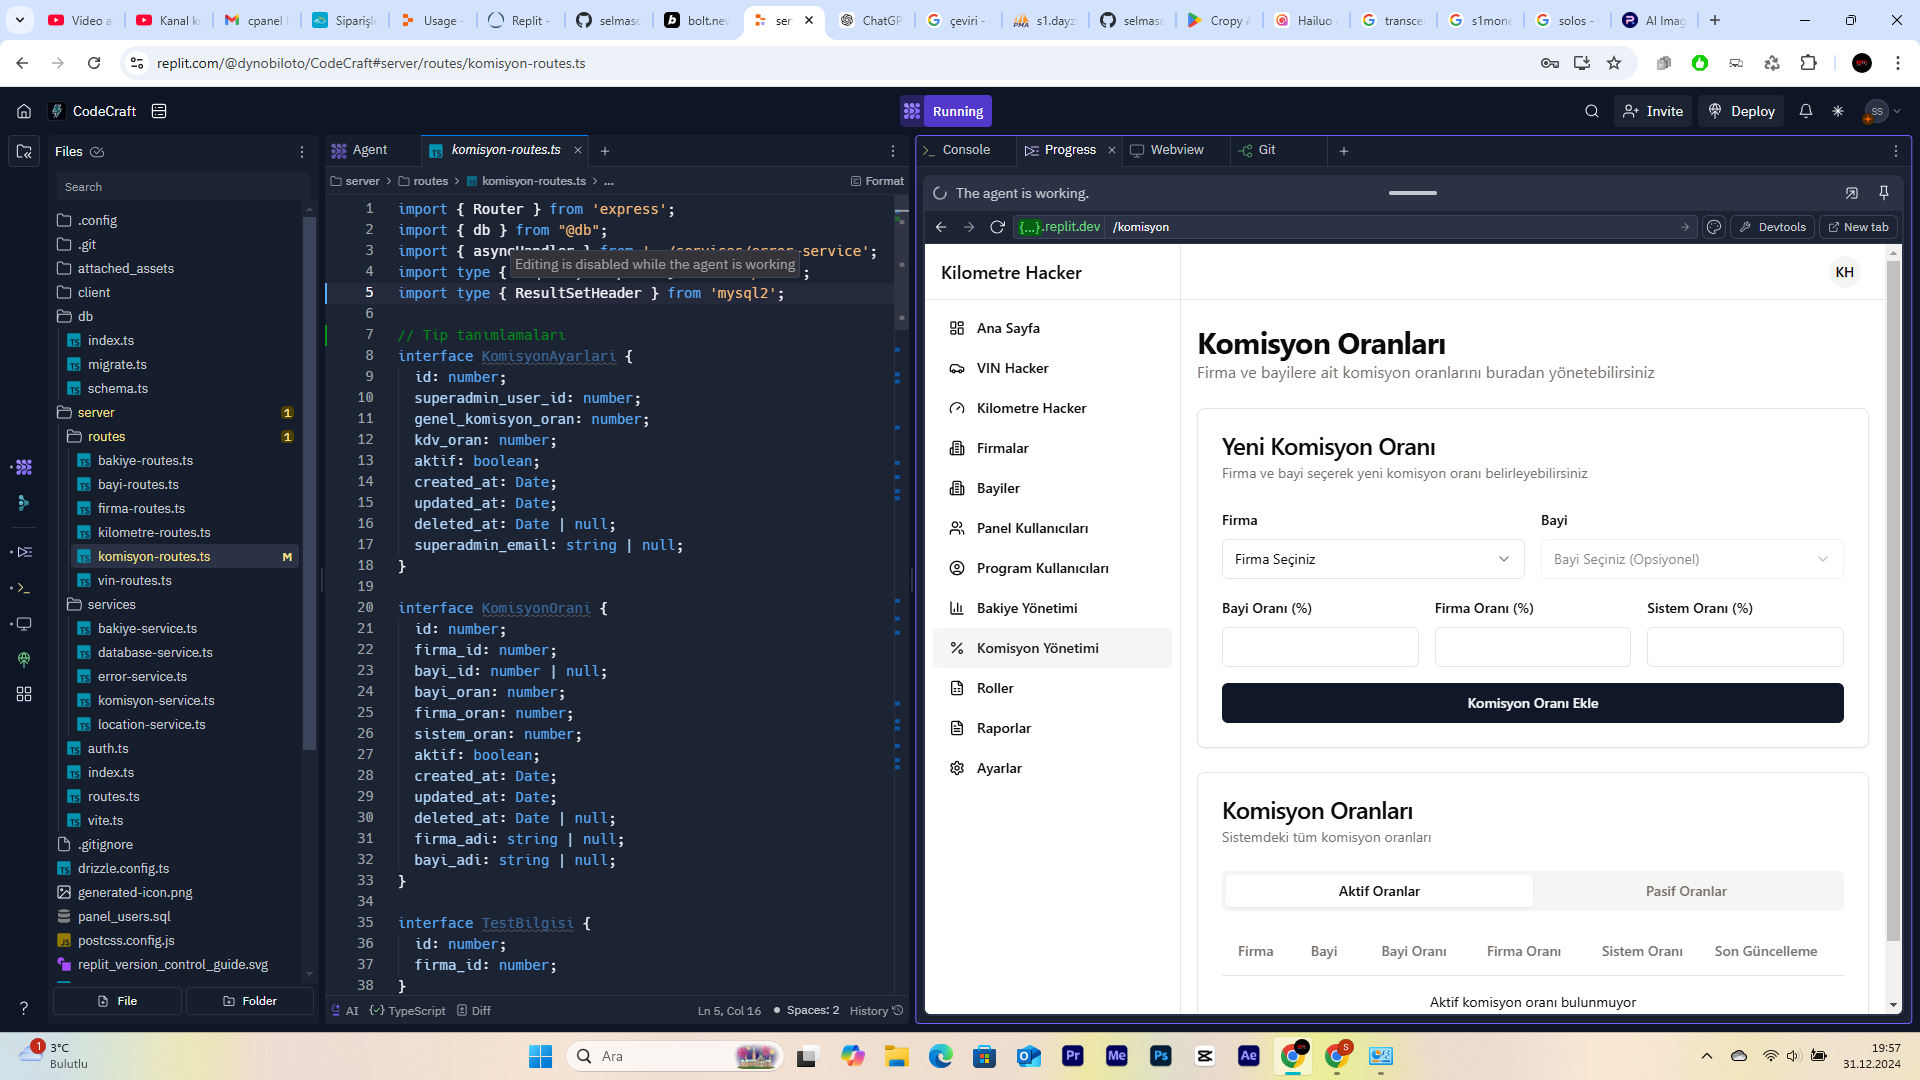 Video a
Kanal k
cpanel
Sipariş
Usage -
Replit -
selmas
bolt.ne
ser
ChatGP
çeviri -
s1.dayz
selmas
Cropy
Hailuo
transce
s1mon
solos -
AI Imag
replit.com/@dynobiloto/CodeCraft#server/routes/komisyon-routes.ts
CodeCraft
Running
Invite
Deploy
SS
Files
Search
.config
.git
attached_assets
client
db
index.ts
migrate.ts
schema.ts
server 1
routes 1
bakiye-routes.ts
bayi-routes.ts
firma-routes.ts
kilometre-routes.ts
komisyon-routes.ts M
vin-routes.ts
services
bakiye-service.ts
database-service.ts
error-service.ts
komisyon-service.ts
location-service.ts
auth.ts
index.ts
routes.ts
vite.ts
.gitignore
drizzle.config.ts
generated-icon.png
panel_users.sql
postcss.config.js
replit_version_control_guide.svg
File
Folder
Agent
komisyon-routes.ts
server > routes > komisyon-routes.ts > ...
Format
1 import { Router } from 'express';
2 import { db } from "@db";
3 import { asyncHandler } from '../services/error-service';
4 import type {
Editing is disabled while the agent is working
5 import type { ResultSetHeader } from 'mysql2';
6
7 // Tip tanımlamaları
8 interface KomisyonAyarlari {
9 id: number;
10 superadmin_user_id: number;
11 genel_komisyon_oran: number;
12 kdv_oran: number;
13 aktif: boolean;
14 created_at: Date;
15 updated_at: Date;
16 deleted_at: Date | null;
17 superadmin_email: string | null;
18 }
19
20 interface KomisyonOrani {
21 id: number;
22 firma_id: number;
23 bayi_id: number | null;
24 bayi_oran: number;
25 firma_oran: number;
26 sistem_oran: number;
27 aktif: boolean;
28 created_at: Date;
29 updated_at: Date;
30 deleted_at: Date | null;
31 firma_adi: string | null;
32 bayi_adi: string | null;
33 }
34
35 interface TestBilgisi {
36 id: number;
37 firma_id: number;
38 }
AI
TypeScript
Diff
Ln 5, Col 16
Spaces: 2
History
Console
Progress
Webview
Git
The agent is working.
{...}.replit.dev
/komisyon
Devtools
New tab
Kilometre Hacker
KH
Ana Sayfa
VIN Hacker
Kilometre Hacker
Firmalar
Bayiler
Panel Kullanıcıları
Program Kullanıcıları
Bakiye Yönetimi
Komisyon Yönetimi
Roller
Raporlar
Ayarlar
Komisyon Oranları
Firma ve bayilere ait komisyon oranlarını buradan yönetebilirsiniz
Yeni Komisyon Oranı
Firma ve bayi seçerek yeni komisyon oranı belirleyebilirsiniz
Firma
Bayi
Firma Seçiniz
Bayi Seçiniz (Opsiyonel)
Bayi Oranı (%)
Firma Oranı (%)
Sistem Oranı (%)
Komisyon Oranı Ekle
Komisyon Oranları
Sistemdeki tüm komisyon oranları
Aktif Oranlar
Pasif Oranlar
Firma
Bayi
Bayi Oranı
Firma Oranı
Sistem Oranı
Son Güncelleme
Aktif komisyon oranı bulunmuyor
1
3°C
Bulutlu
Ara
Pr
Me
Ps
Ae
S
19:57
31.12.2024